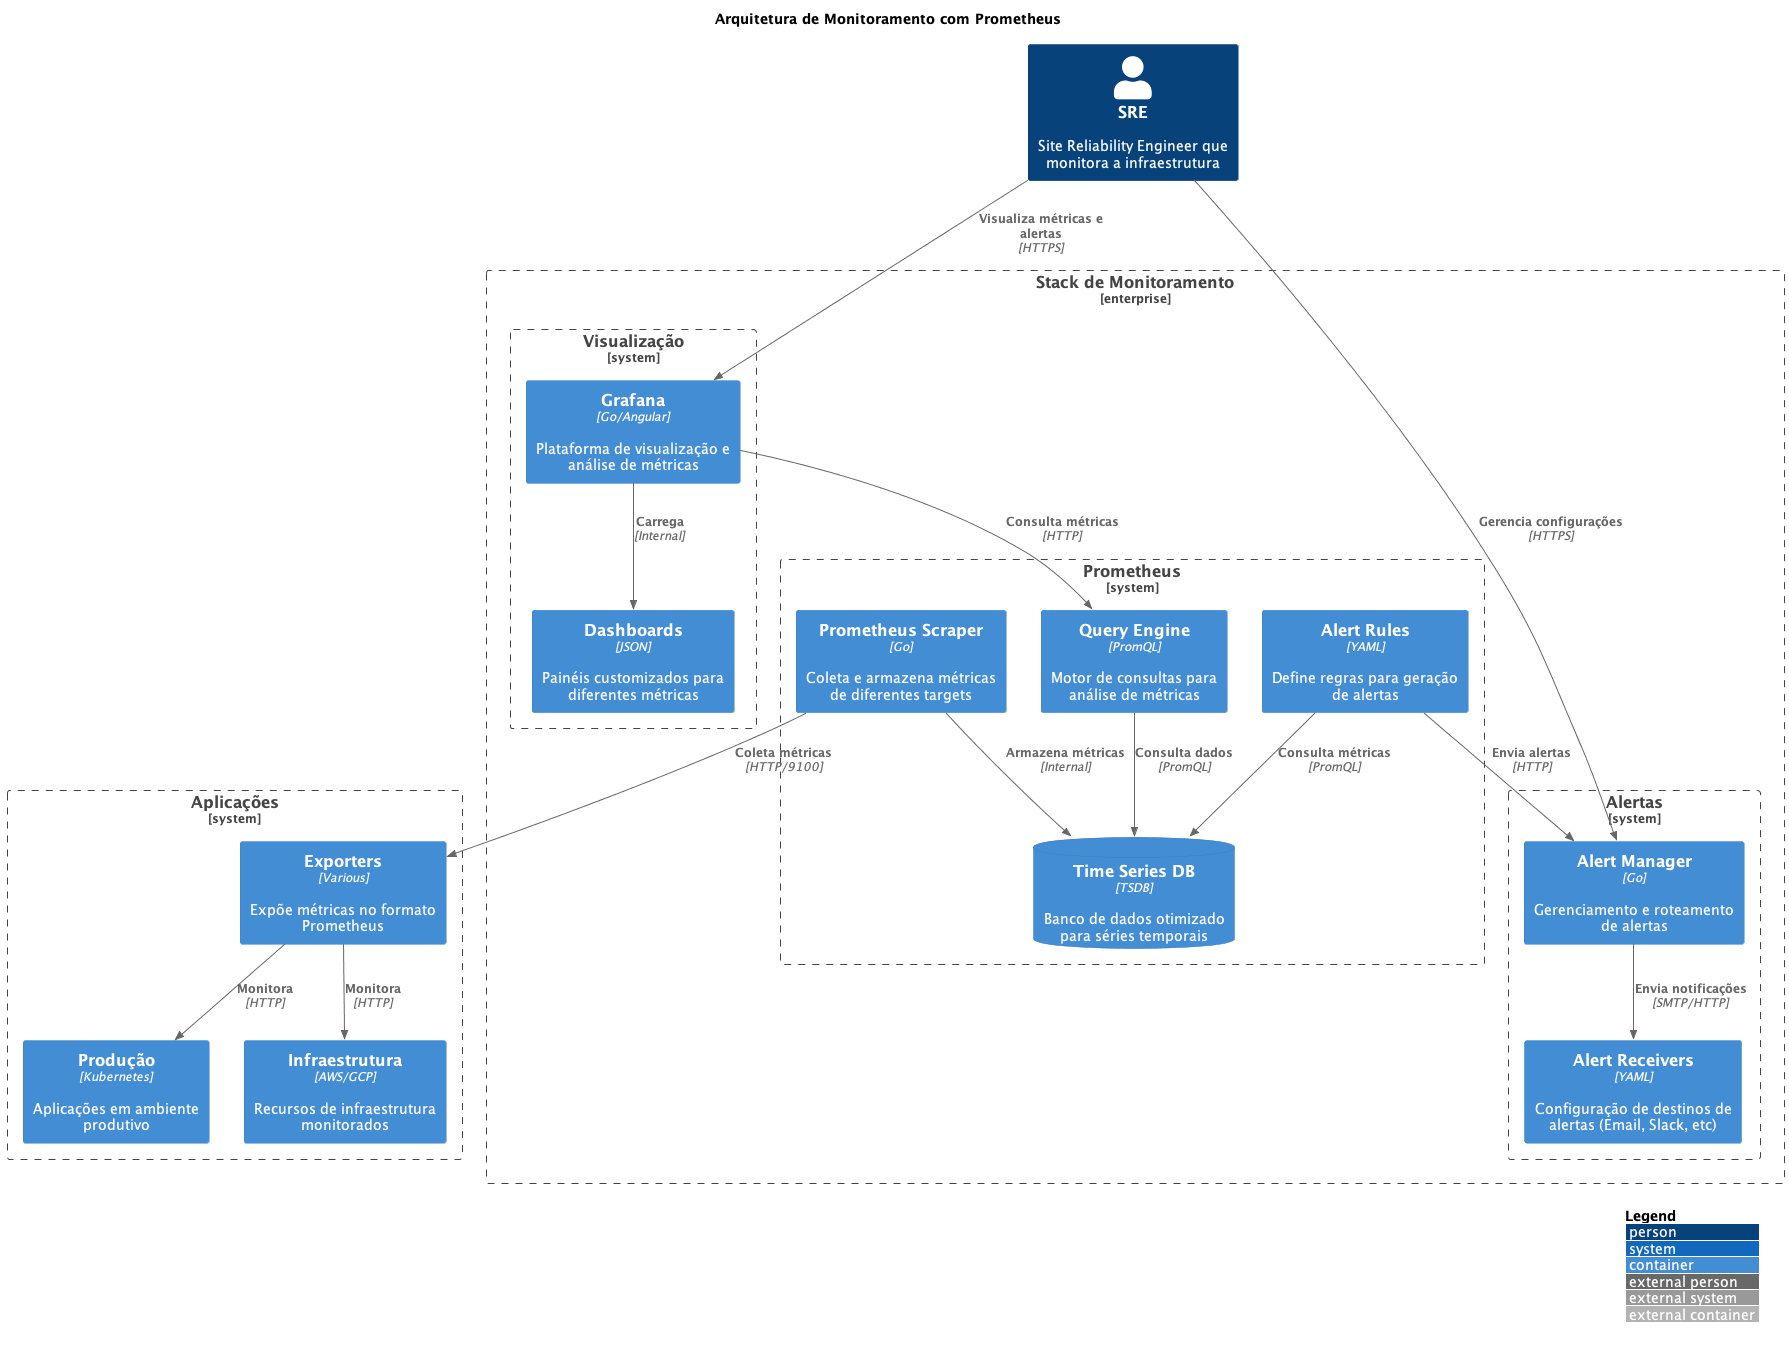 Arquitetura de Monitoramento com Prometheus
SRE
Site Reliability Engineer que
monitora a infraestrutura
Visualiza métricas e
alertas
[HTTPS]
Stack de Monitoramento
[enterprise]
Visualização
[system]
Grafana
[Go/Angular]
Plataforma de visualização e
análise de métricas
Carrega
[Internal]
Consulta métricas
[HTTP]
Gerencia configurações
[HTTPS]
Dashboards
[JSON]
Painéis customizados para
diferentes métricas
Prometheus
[system]
Prometheus Scraper
[Go]
Coleta e armazena métricas
de diferentes targets
Query Engine
[PromQL]
Motor de consultas para
análise de métricas
Alert Rules
[YAML]
Define regras para geração
de alertas
Coleta métricas
[HTTP/9100]
Armazena métricas
[Internal]
Consulta dados
[PromQL]
Consulta métricas
[PromQL]
Envia alertas
[HTTP]
Aplicações
[system]
Exporters
[Various]
Expõe métricas no formato
Prometheus
Time Series DB
[TSDB]
Banco de dados otimizado
para séries temporais
Alertas
[system]
Alert Manager
[Go]
Gerenciamento e roteamento
de alertas
Monitora
[HTTP]
Monitora
[HTTP]
Envia notificações
[SMTP/HTTP]
Produção
[Kubernetes]
Aplicações em ambiente
produtivo
Infraestrutura
[AWS/GCP]
Recursos de infraestrutura
monitorados
Alert Receivers
[YAML]
Configuração de destinos de
alertas (Email, Slack, etc)
Legend
person
system
container
external person
external system
external container